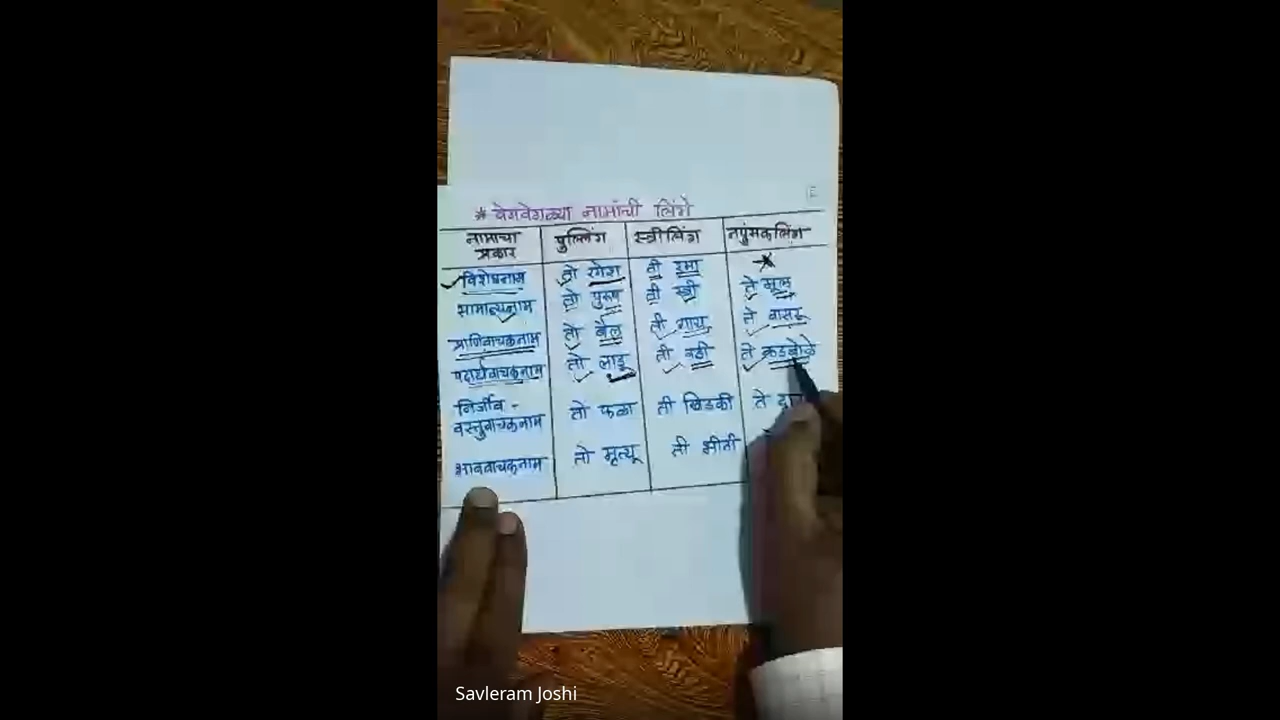 * वेगवेगळ्या नामांची लिंगे
नामाचा प्रकार पुल्लिंग स्त्रीलिंग नपुंसकलिंग
विशेषनाम तो रमेश ती रमा ×
सामान्यनाम तो पुरुष ती स्त्री ते मूल
प्राणिवाचकनाम तो बैल ती गाय ते वासरू
पदार्थवाचकनाम तो लाडू ती वडी ते कडबोळे
निर्जीव - वस्तुवाचकनाम तो फळा ती खिडकी ते
भाववाचकनाम तो मृत्यू ती भीती
Savleram Joshi